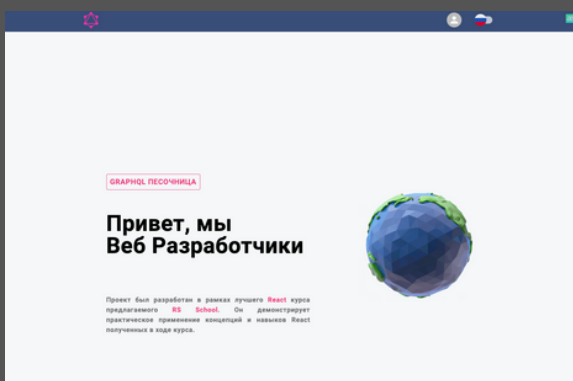 GRAPHQL ПЕСОЧНИЦА
Привет, мы
Веб Разработчики
Проект был разработан в рамках лучшего React курса
предлагаемого RS School. Он демонстрирует
практическое применение концепций и навыков React
полученных в ходе курса.